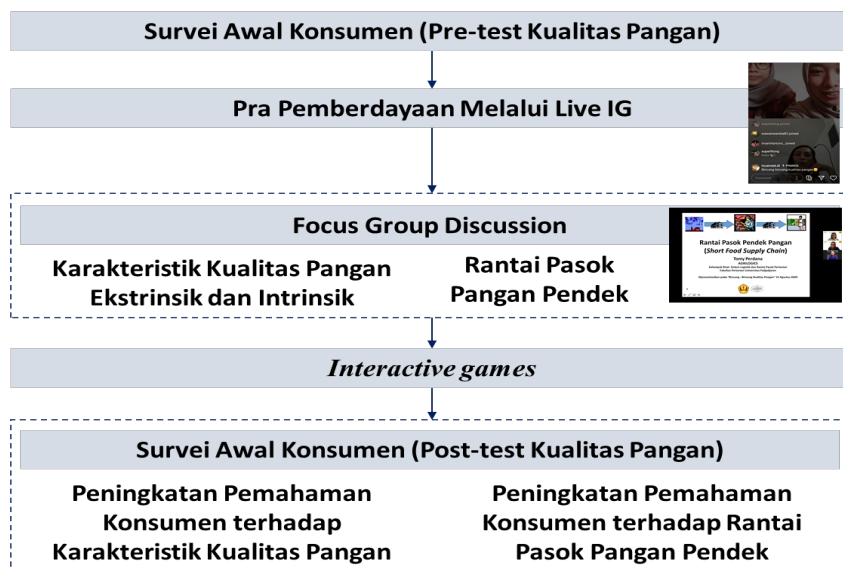 Survei Awal Konsumen (Pre-test Kualitas Pangan)
Pra Pemberdayaan Melalui Live IG
Focus Group Discussion
Karakteristik Kualitas Pangan
Ekstrinsik dan Intrinsik
Rantai Pasok
Pangan Pendek
Rantai Pasok Pendek Pangan
(Short Food Supply Chain)
Tomy Perdana
Interactive games
Survei Awal Konsumen (Post-test Kualitas Pangan)
Peningkatan Pemahaman
Konsumen terhadap
Karakteristik Kualitas Pangan
Peningkatan Pemahaman
Konsumen terhadap Rantai
Pasok Pangan Pendek